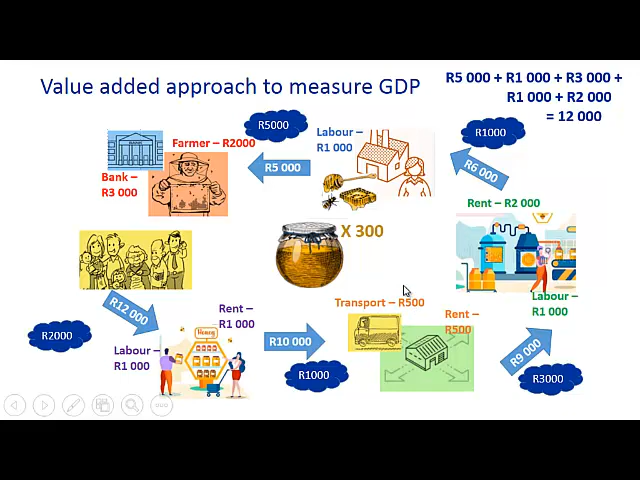 Value added approach to measure GDP
R5 000 + R1 000 + R3 000 +
R1 000 + R2 000
= 12 000
R5000
Labour –
R1 000
R1000
Farmer – R2000
BANK
R5 000
R6 000
Bank –
R3 000
Rent – R2 000
X 300
R12 000
Rent –
R1 000
Transport – R500
Rent –
R500
Labour –
R1 000
R2000
Honey
Labour –
R1 000
R10 000
R9 000
R1000
R3000